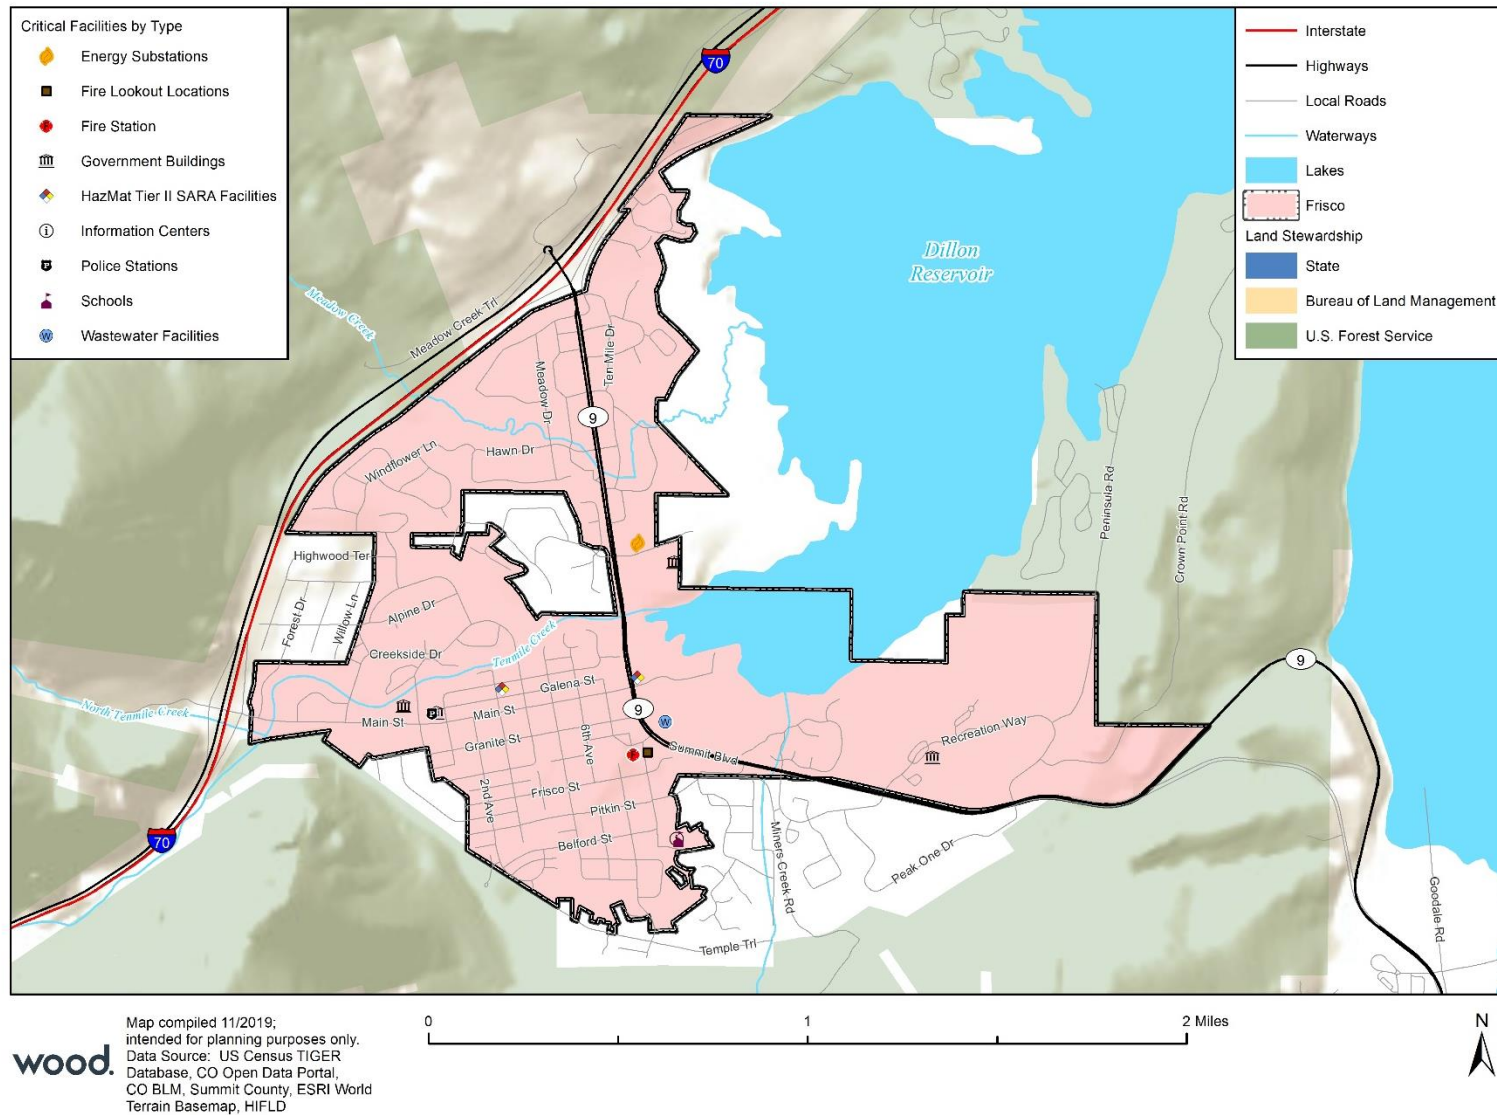 Critical Facilities by Type
Energy Substations
Fire Lookout Locations
Fire Station
Government Buildings
HazMat Tier II SARA Facilities
Information Centers
Police Stations
Schools
Wastewater Facilities
Interstate
Highways
Local Roads
Waterways
Lakes
Frisco
Land Stewardship
State
Bureau of Land Management
U.S. Forest Service
70
Dillon
Reservoir
Meadow Creek
Meadow Creek Trl
Ten Mile Dr
Meadow Dr
9
Windflower Ln
Hawn Dr
Peninsula Rd
Crown Point Rd
Highwood Ter
Forest Dr
Willow Ln
Alpine Dr
Creekside Dr
Tenmile Creek
Galena St
North Tenmile Creek
Main St
Main St
9
W
9
Granite St
6th Ave
Summit Blvd
Recreation Way
2nd Ave
Frisco St
Pitkin St
Belford St
70
Miners Creek Rd
Peak One Dr
Goodale Rd
Temple Trl
wood.
Map compiled 11/2019;
intended for planning purposes only.
Data Source: US Census TIGER
Database, CO Open Data Portal,
CO BLM, Summit County, ESRI World
Terrain Basemap, HIFLD
0
1
2 Miles
N